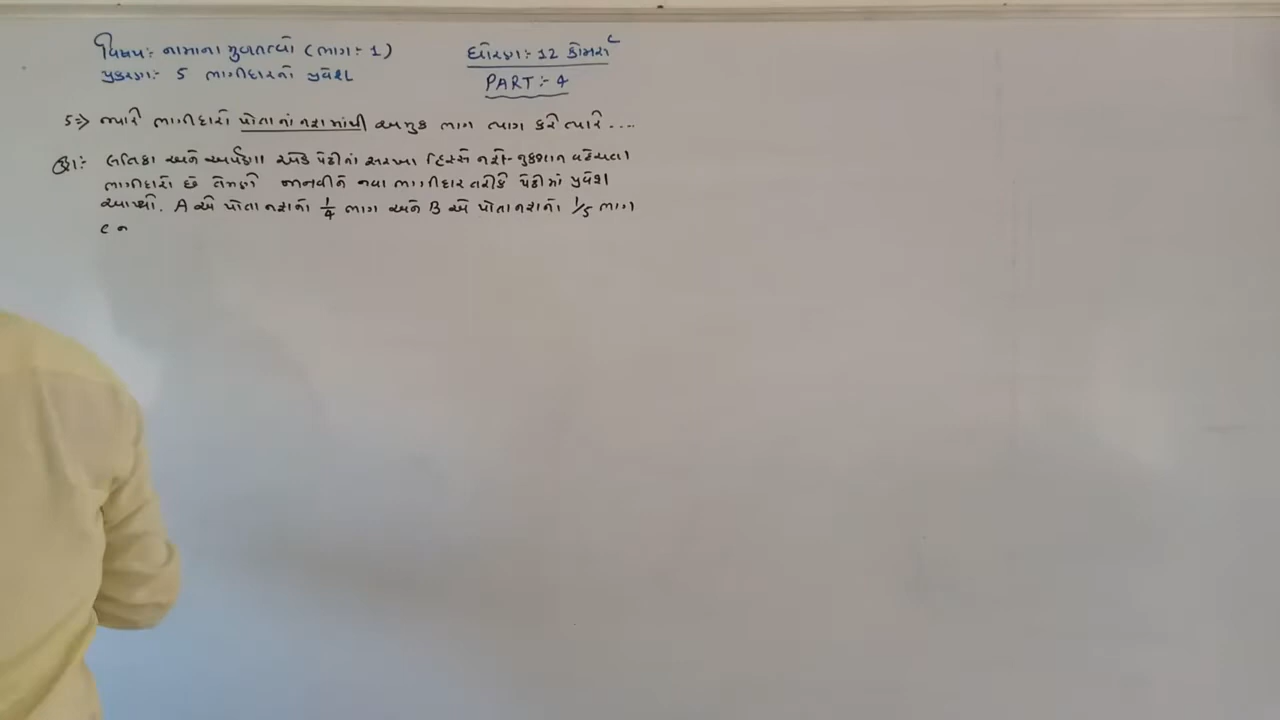 વિષય:- નામાના મુળતત્વો (ભાગ:- 1)
ધોરણ:- 12 કોમર્સ
પ્રકરણ:- 5 ભાગીદારનો પ્રવેશ
PART:- 4
5⇒ જ્યારે ભાગીદારો પોતાનાં નફામાંથી અમુક ભાગ ત્યાગ કરે ત્યારે ....
Q1:- લતિકા અને અર્પણા એક પેઢીનાં સરખા હિસ્સે નફો-નુકશાન વહેંચતા
ભાગીદારો છે તેમણે જાનવીને નવા ભાગીદાર તરીકે પેઢીમાં પ્રવેશ
આપ્યો. A એ પોતા નફાનો 1/4 ભાગ અને B એ પોતા નફાનો 1/5 ભાગ
C ન